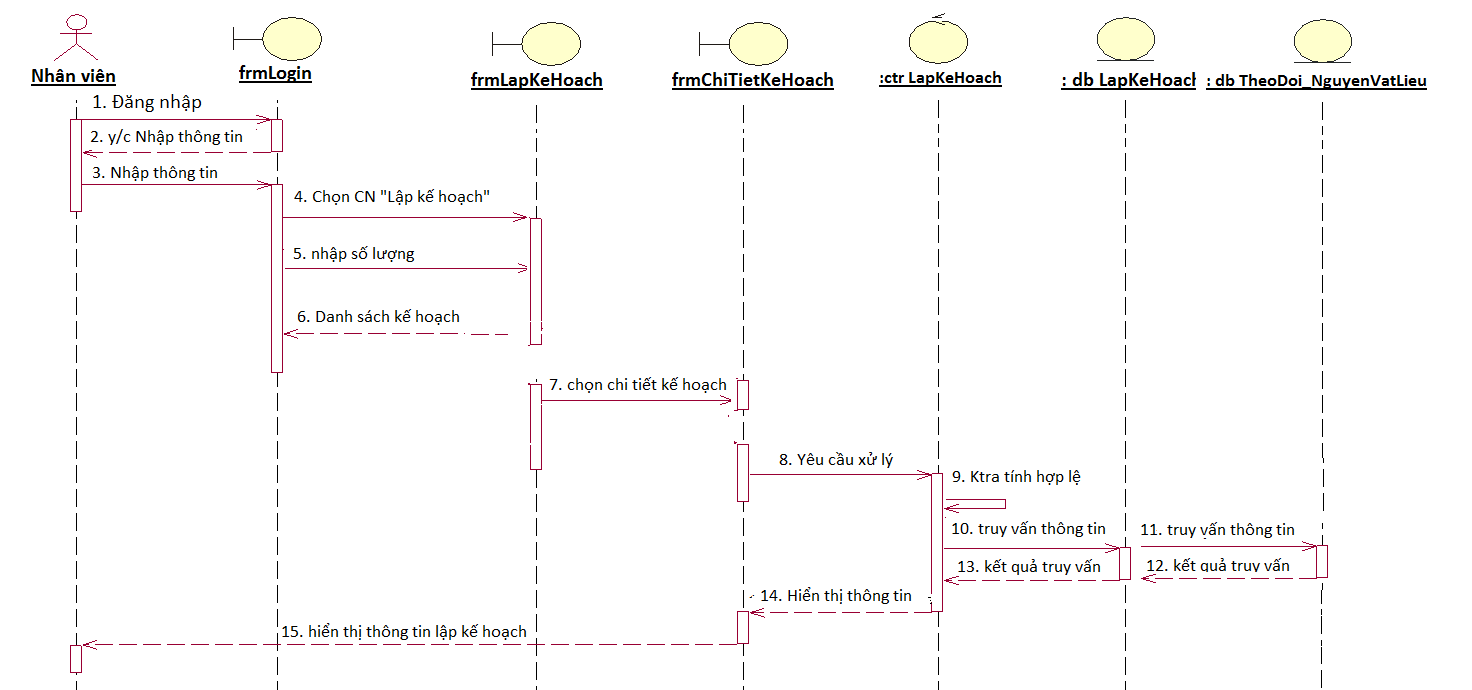 Nhân viên
frmLogin
frmLapKeHoach
frmChiTietKeHoach
:ctr LapKeHoach
: db LapKeHoach
: db TheoDoi_NguyenVatLieu
1. Đăng nhập
2. y/c Nhập thông tin
3. Nhập thông tin
4. Chọn CN "Lập kế hoạch"
5. nhập số lượng
6. Danh sách kế hoạch
7. chọn chi tiết kế hoạch
8. Yêu cầu xử lý
9. Ktra tính hợp lệ
10. truy vấn thông tin
11. truy vấn thông tin
13. kết quả truy vấn
12. kết quả truy vấn
14. Hiển thị thông tin
15. hiển thị thông tin lập kế hoạch